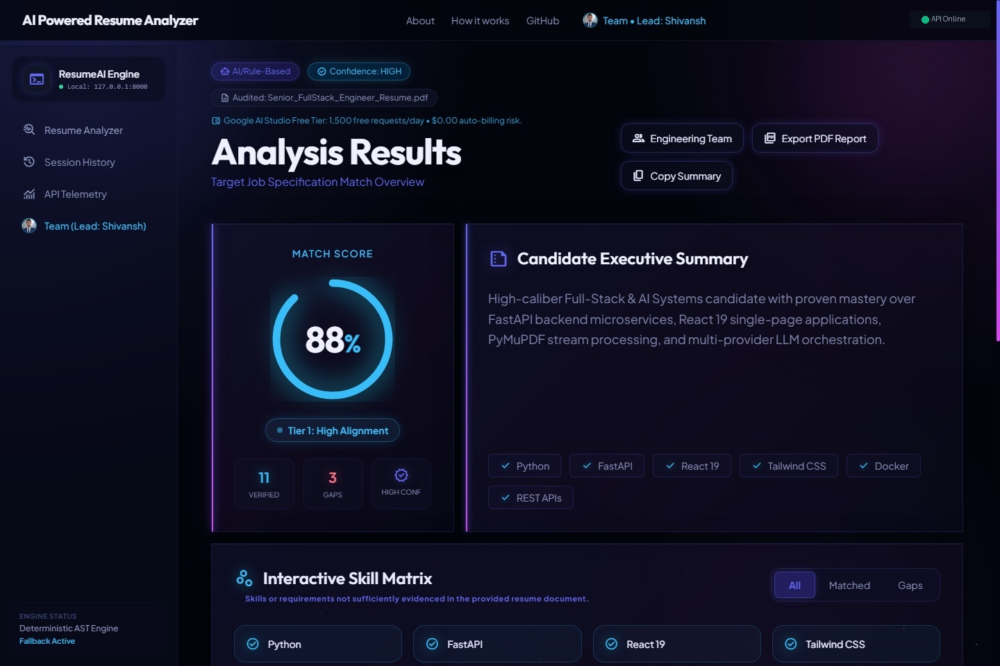 AI Powered Resume Analyzer
About
How it works
GitHub
Team • Lead: Shivansh
API Online
ResumeAI Engine
Local: 127.0.0.1:8000
Resume Analyzer
Session History
API Telemetry
Team (Lead: Shivansh)
ENGINE STATUS
Deterministic AST Engine
Fallback Active
AI/Rule-Based
Confidence: HIGH
Audited: Senior_FullStack_Engineer_Resume.pdf
Google AI Studio Free Tier: 1,500 free requests/day • $0.00 auto-billing risk.
Analysis Results
Target Job Specification Match Overview
Engineering Team
Export PDF Report
Copy Summary
MATCH SCORE
88%
Tier 1: High Alignment
11
VERIFIED
3
GAPS
HIGH CONF
Candidate Executive Summary
High-caliber Full-Stack & AI Systems candidate with proven mastery over
FastAPI backend microservices, React 19 single-page applications,
PyMuPDF stream processing, and multi-provider LLM orchestration.
Python
FastAPI
React 19
Tailwind CSS
Docker
REST APIs
Interactive Skill Matrix
Skills or requirements not sufficiently evidenced in the provided resume document.
All
Matched
Gaps
Python
FastAPI
React 19
Tailwind CSS